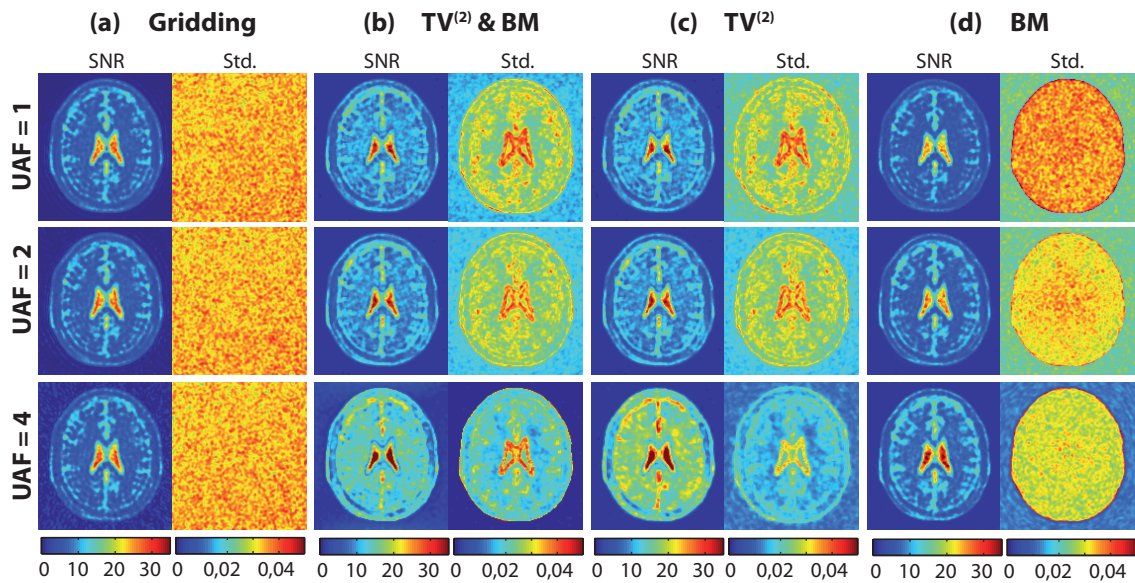 (a) Gridding (b) TV(2) & BM (c) TV(2) (d) BM
SNR Std. SNR Std. SNR Std. SNR Std.
UAF = 1
UAF = 2
UAF = 4
0 10 20 30 0 0,02 0,04 0 10 20 30 0 0,02 0,04 0 10 20 30 0 0,02 0,04 0 10 20 30 0 0,02 0,04